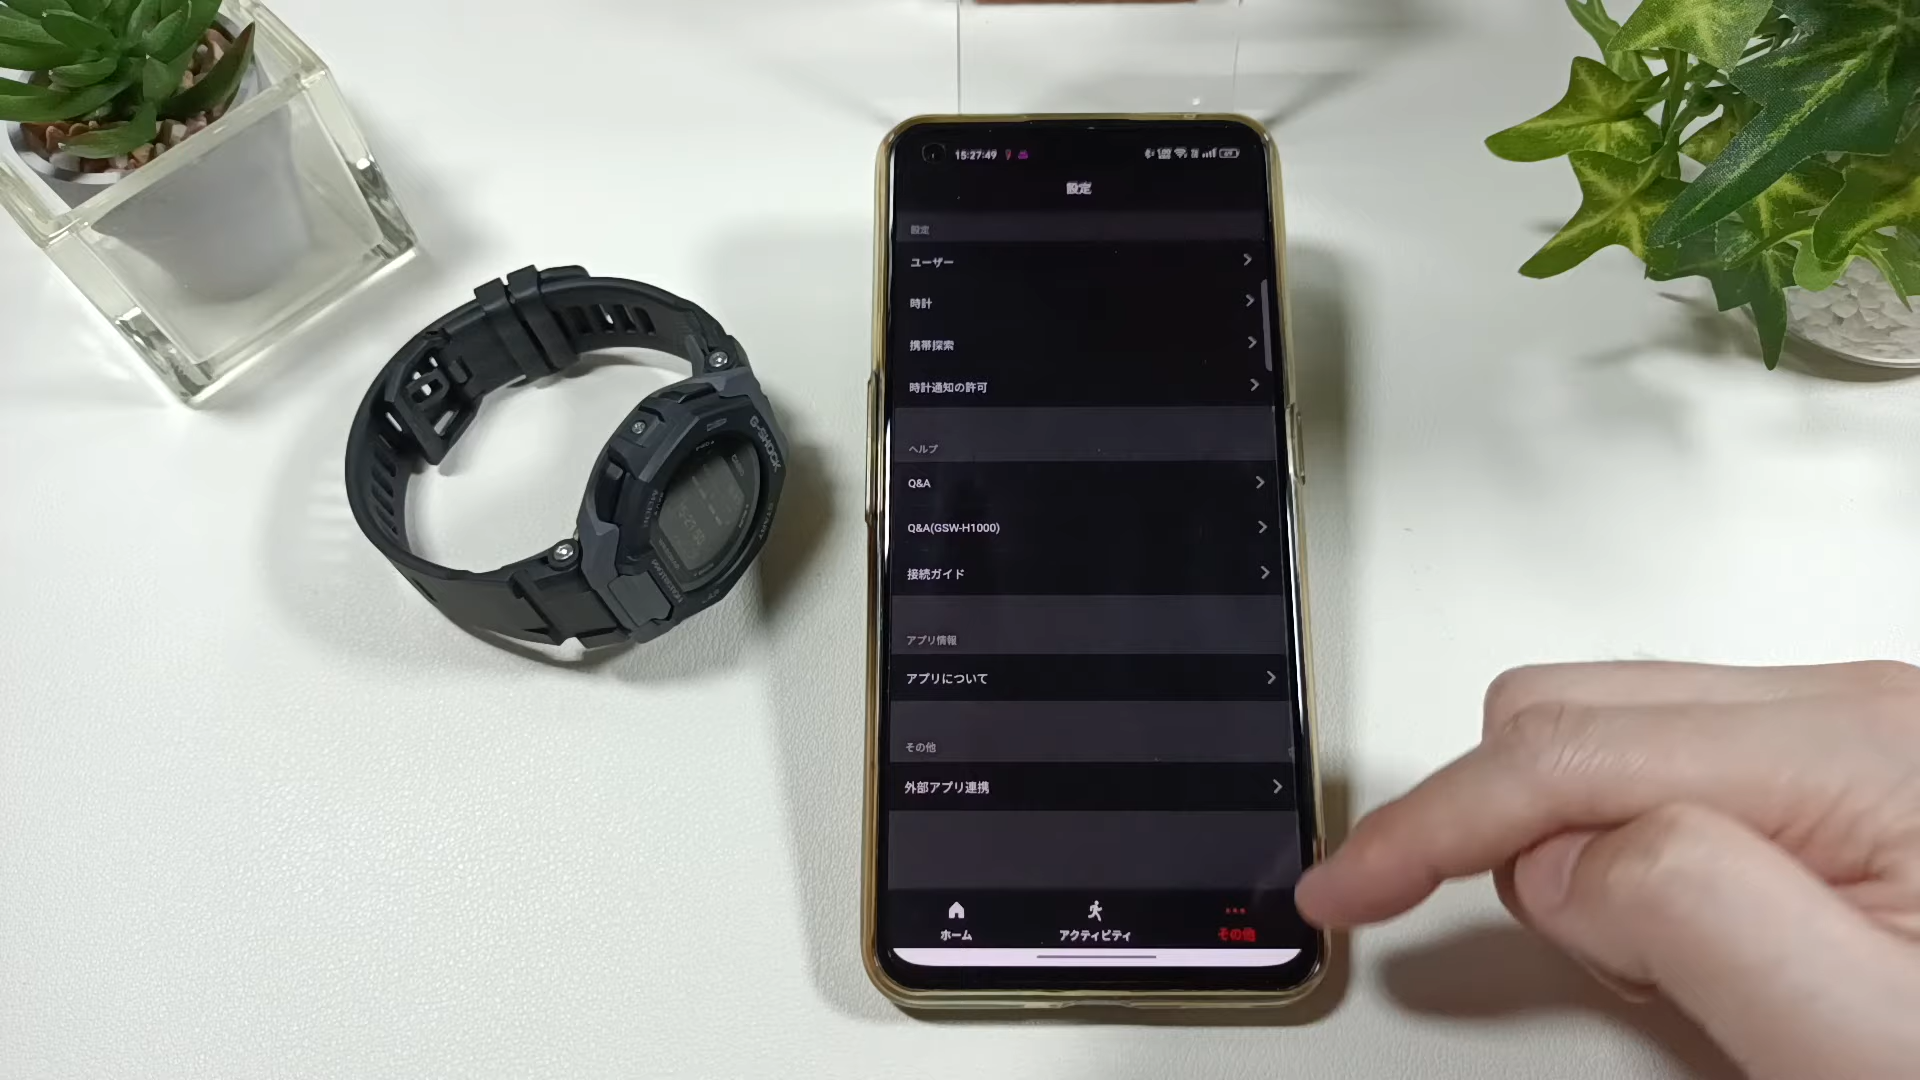 15:27:49
設定
設定
ユーザー
時計
携帯探索
時計通知の許可
ヘルプ
Q&A
Q&A(GSW-H1000)
接続ガイド
アプリ情報
アプリについて
その他
外部アプリ連携
ホーム
アクティビティ
その他
G-SHOCK
CASIO
START
MODE